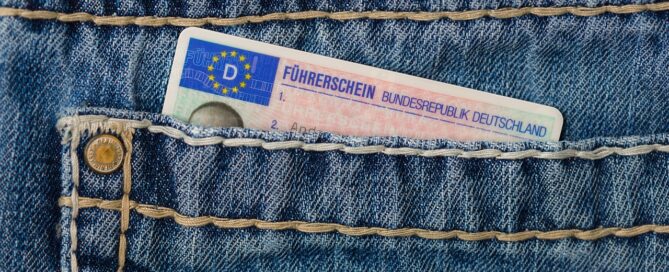 D
FÜHRERSCHEIN BUNDESREPUBLIK DEUTSCHLAND
1.
2.